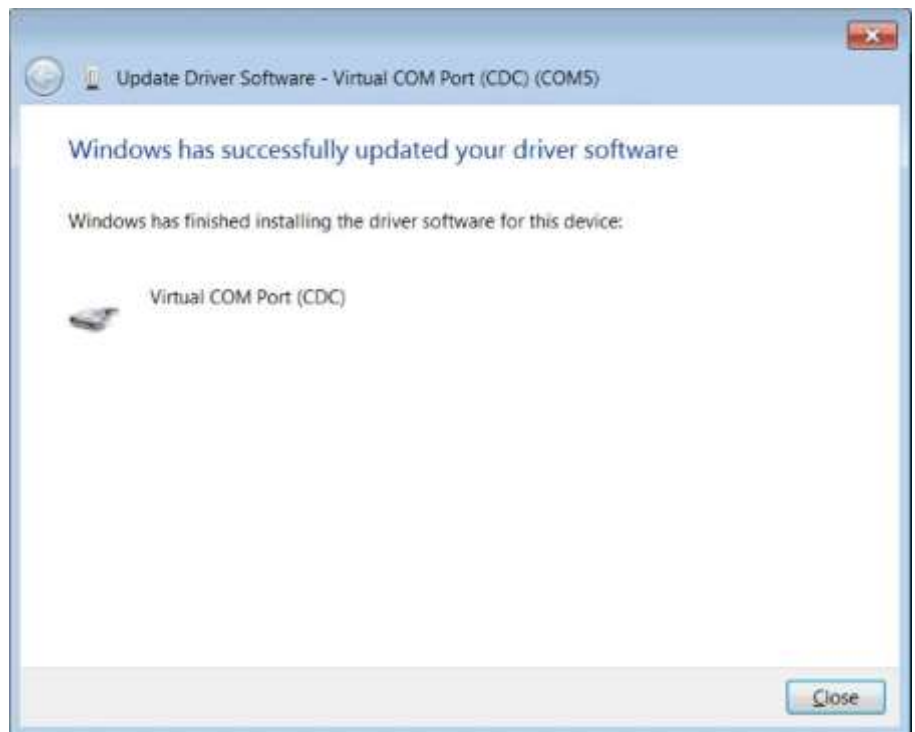 Update Driver Software - Virtual COM Port (CDC) (COM5)
Windows has successfully updated your driver software
Windows has finished installing the driver software for this device:
Virtual COM Port (CDC)
Close